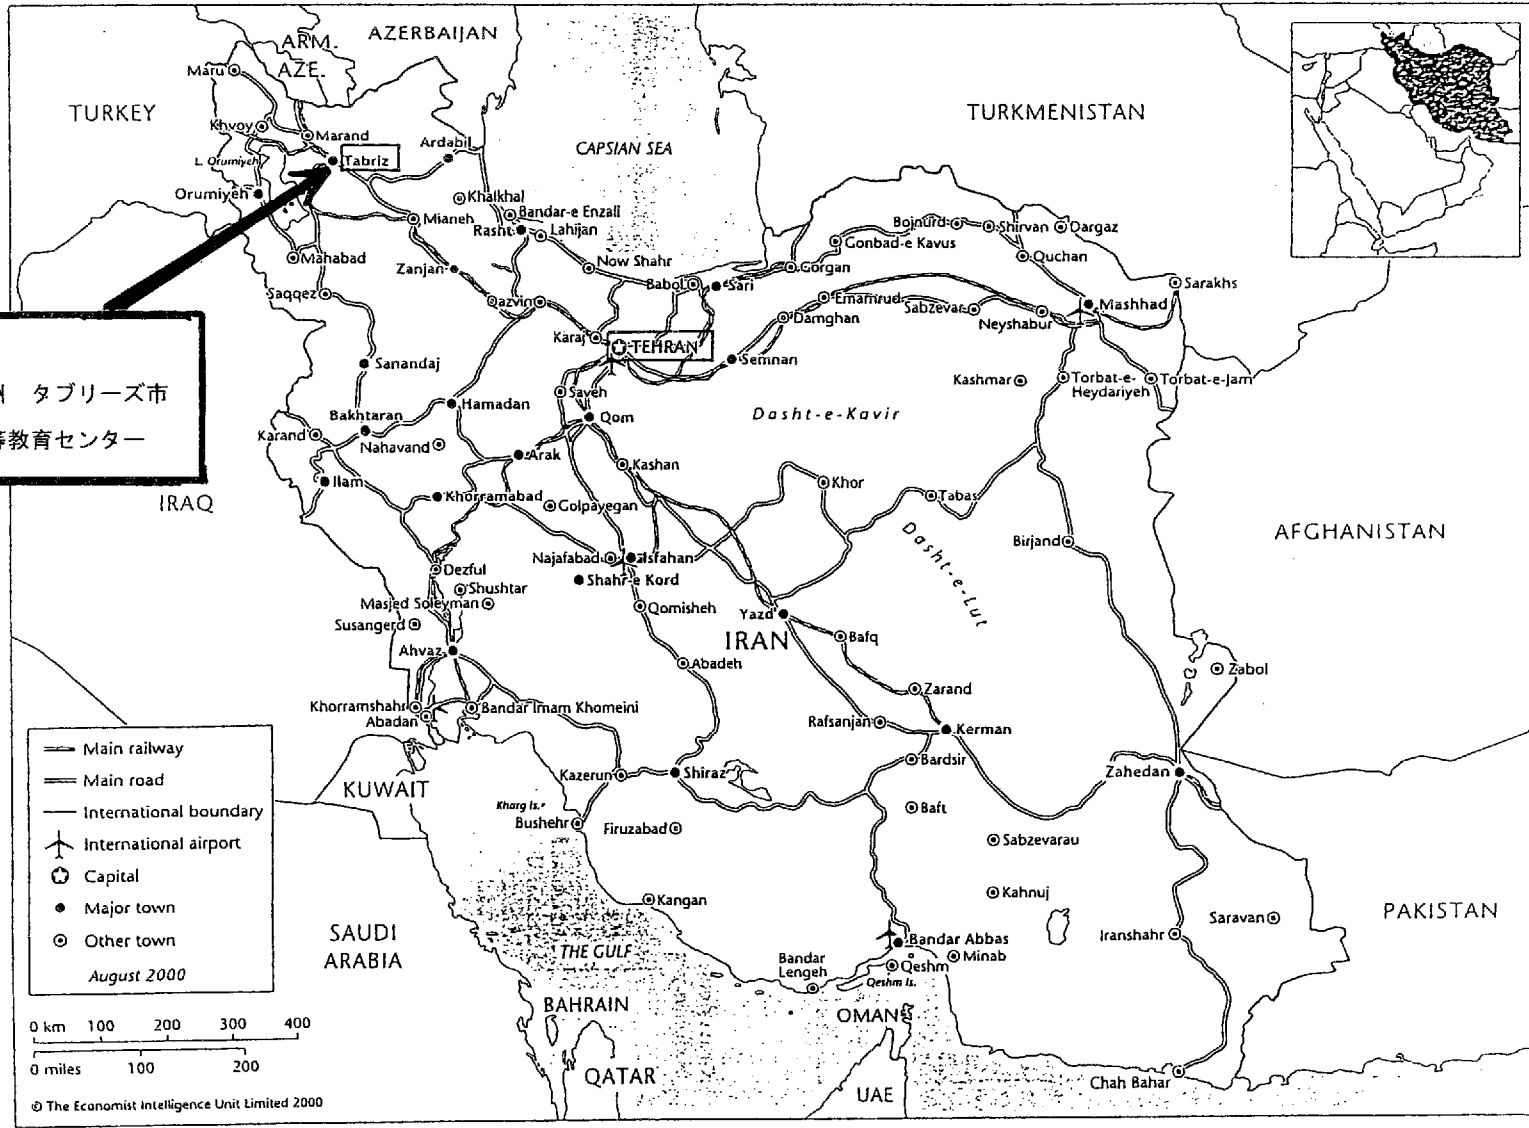 ARM.
AZERBAIJAN
AZE.
Maru
TURKEY
TURKMENISTAN
Khvoy
Marand
Ardabil
CAPSIAN SEA
L. Orumiyeh
Tabriz
Orumiyeh
Khalkhal
Bandar-e Enzali
Mianeh
Rasht
Lahijan
Bojnurd
Shirvan
Dargaz
Gonbad-e Kavus
Mahabad
Zanjan
Now Shahr
Gorgan
Quchan
Saqqez
Qazvin
Babol
Sari
Emamrud
Sabzevar
Neyshabur
Mashhad
Sarakhs
Damghan
Karaj
TEHRAN
Semnan
Sanandaj
タブリーズ市
等教育センター
Kashmar
Torbat-e-
Heydariyeh
Torbat-e-Jam
Saveh
Hamadan
Qom
Dasht-e-Kavir
Bakhtaran
Karand
Nahavand
Arak
Kashan
Ilam
Khorramabad
Golpayegan
Khor
Tabas
IRAQ
AFGHANISTAN
Dasht-e-Lut
Birjand
Najafabad
Esfahan
Shahr-e Kord
Dezful
Shushtar
Masjed Soleyman
Susangerd
Qomisheh
Yazd
IRAN
Bafq
Ahvaz
Abadeh
Zabol
Zarand
Khorramshahr
Abadan
Bandar Imam Khomeini
Rafsanjan
Kerman
Bardsir
Zahedan
KUWAIT
Kazerun
Shiraz
Kharg Is.
Bushehr
Firuzabad
Baft
Sabzevarau
Kahnuj
Kangan
Saravan
PAKISTAN
Iranshahr
SAUDI
ARABIA
THE GULF
Bandar Abbas
Minab
Bandar
Lengeh
Qeshm
Qeshm Is.
BAHRAIN
OMAN
QATAR
UAE
Chah Bahar
Main railway
Main road
International boundary
International airport
Capital
Major town
Other town
August 2000
0 km 100 200 300 400
0 miles 100 200
© The Economist Intelligence Unit Limited 2000